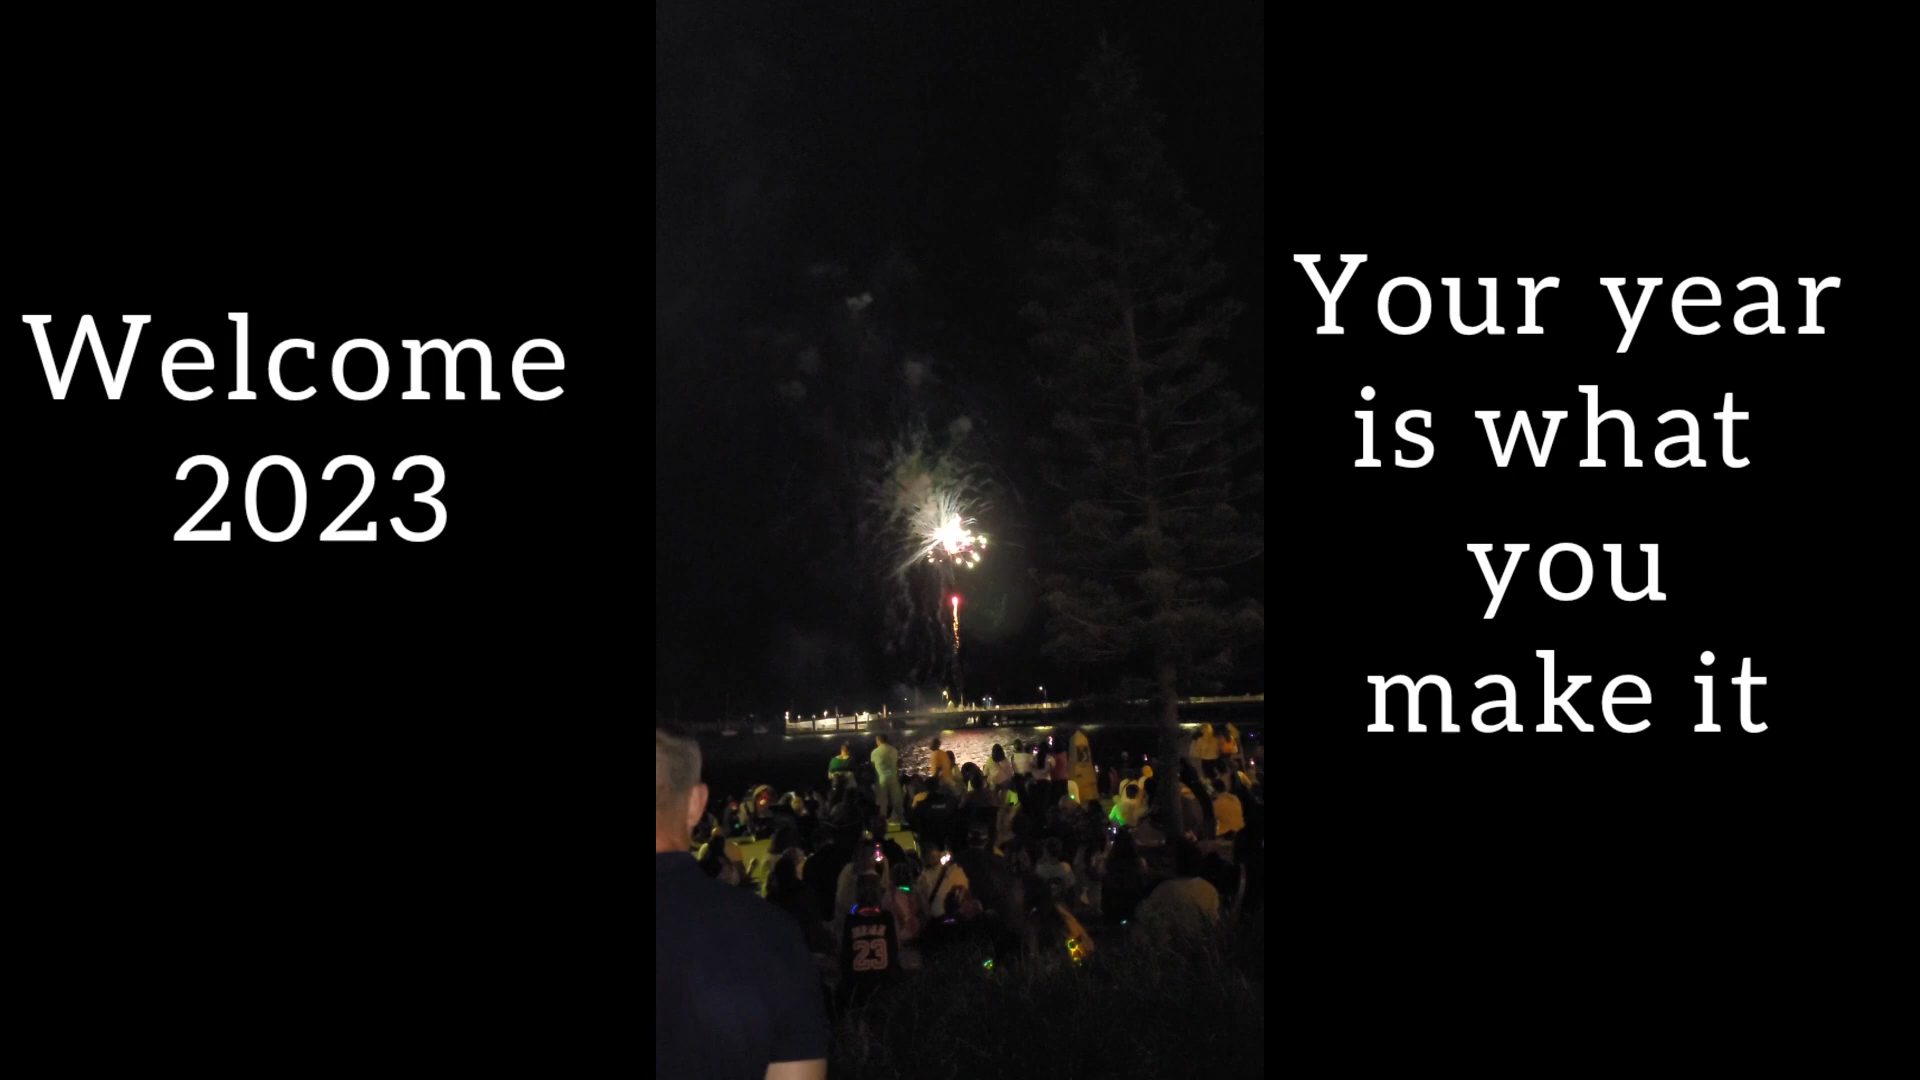 Welcome
2023
Your year
is what
you
make it
23